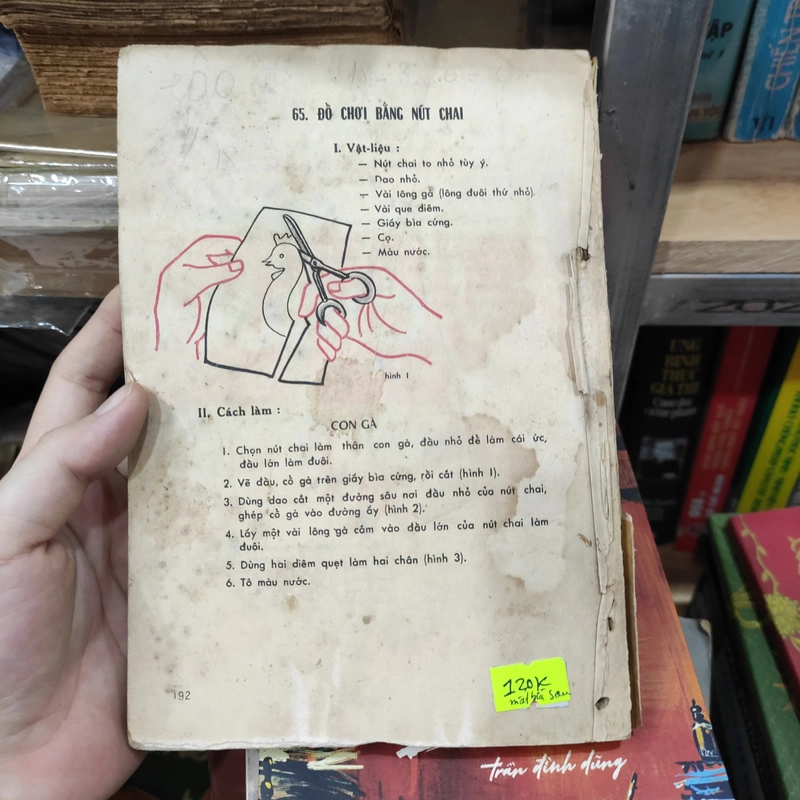 65. ĐỒ CHƠI BẰNG NÚT CHAI
I. Vật-liệu :
— Nút chai to nhỏ tùy ý.
— Dao nhỏ.
— Vài lông gà (lông đuôi thứ nhỏ).
— Vài que diêm.
— Giấy bìa cứng.
— Cọ.
— Màu nước.
hình 1
II. Cách làm :
CON GÀ
1. Chọn nút chai làm thân con gà, đầu nhỏ để làm cái ức,
đầu lớn làm đuôi.
2. Vẽ đầu, cổ gà trên giấy bìa cứng, rồi cắt (hình 1).
3. Dùng dao cắt một đường sâu nơi đầu nhỏ của nút chai,
ghép cổ gà vào đường ấy (hình 2).
4. Lấy một vài lông gà cắm vào đầu lớn của nút chai làm
đuôi.
5. Dùng hai diêm quẹt làm hai chân (hình 3).
6. Tô màu nước.
192
120K
mất bìa sau
trần đình dũng
CHIẾN
UNG
THỰC